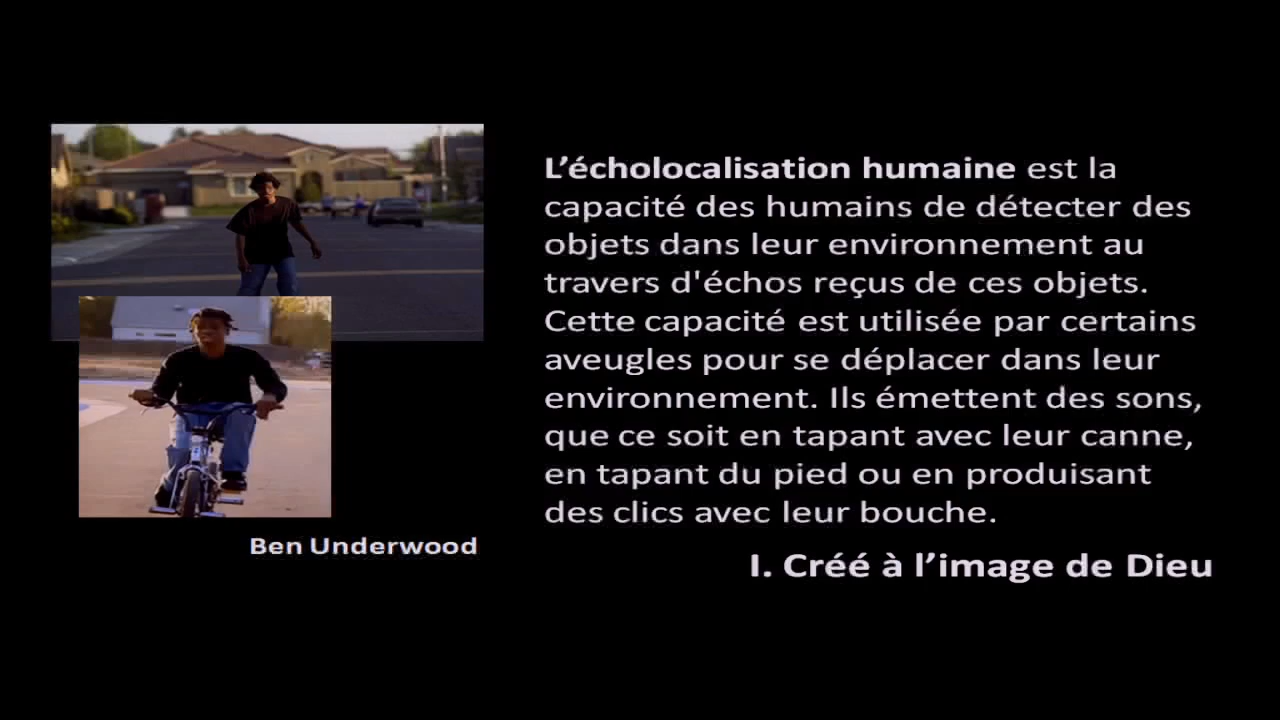 L’écholocalisation humaine est la
capacité des humains de détecter des
objets dans leur environnement au
travers d'échos reçus de ces objets.
Cette capacité est utilisée par certains
aveugles pour se déplacer dans leur
environnement. Ils émettent des sons,
que ce soit en tapant avec leur canne,
en tapant du pied ou en produisant
des clics avec leur bouche.
Ben Underwood
I. Créé à l’image de Dieu